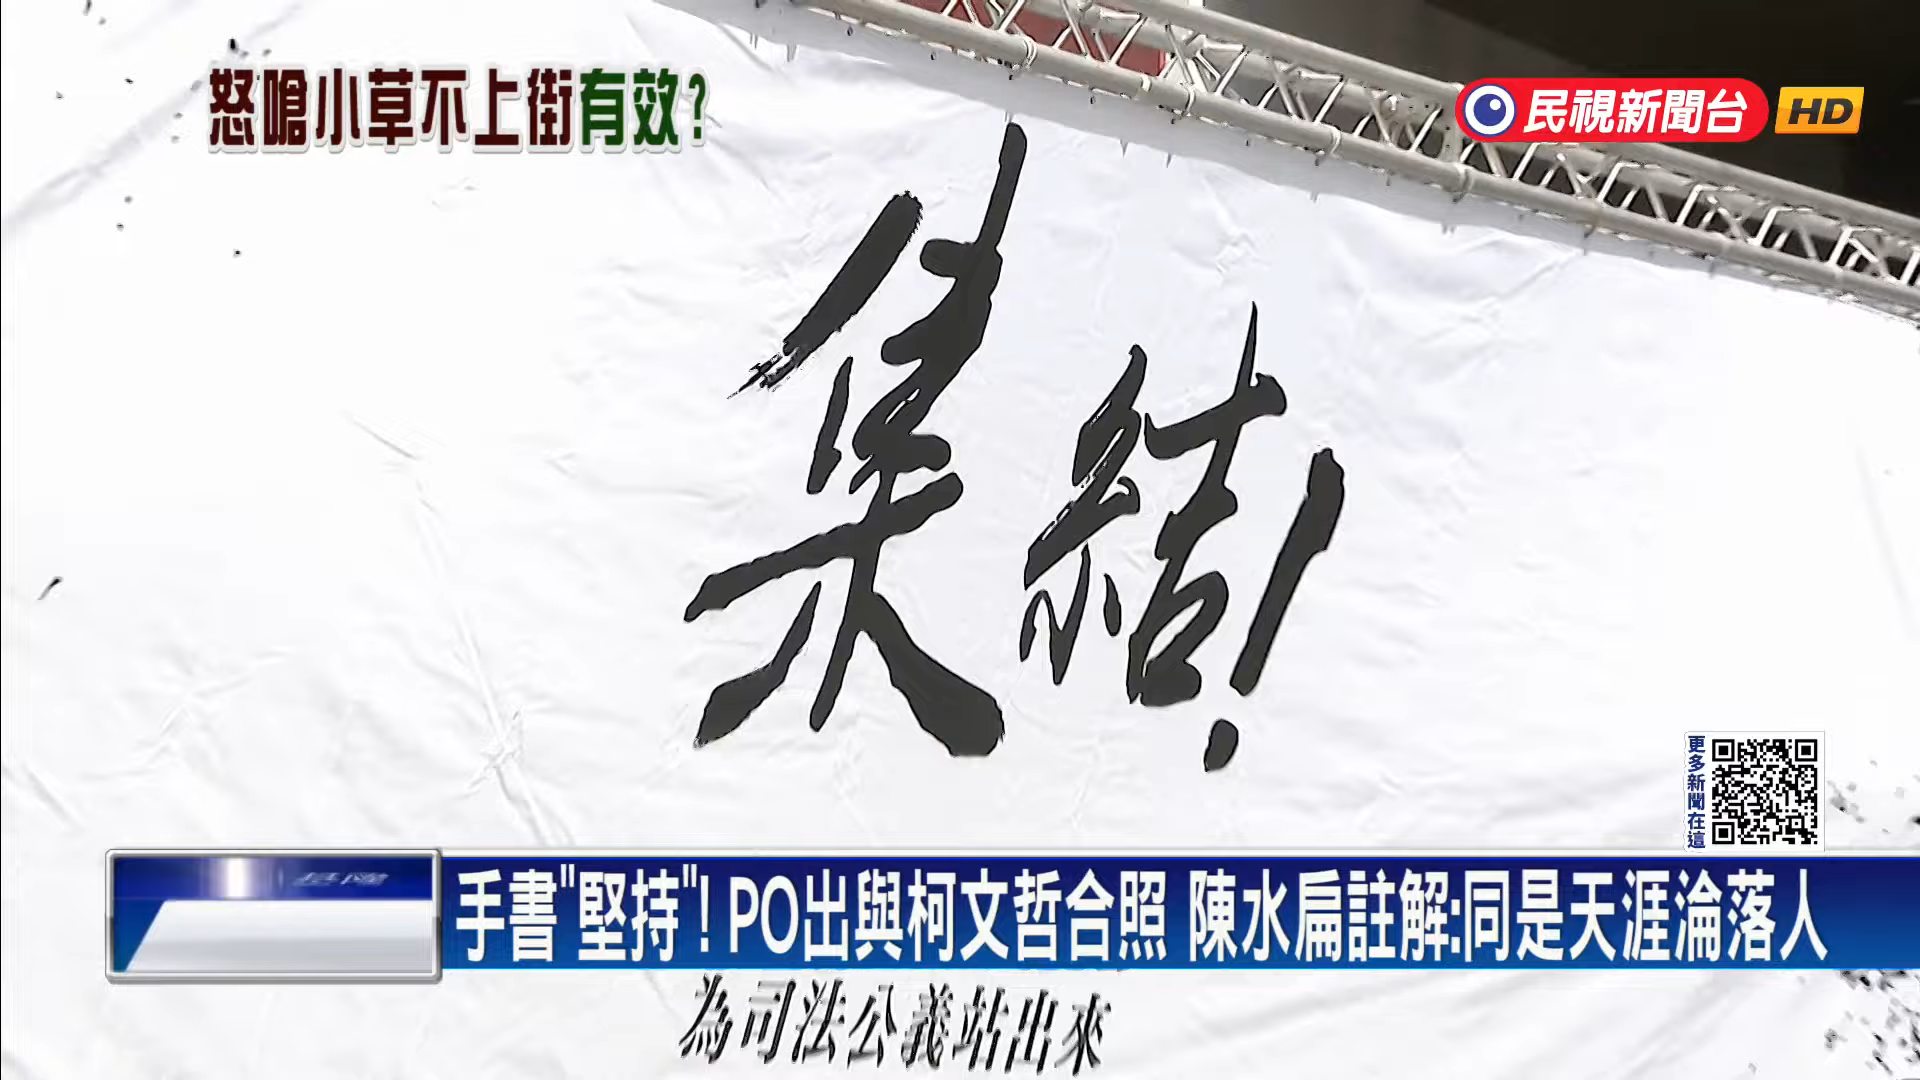 怒嗆小草不上街有效?
民視新聞台 HD
集結!
更多新聞在這
手書"堅持"! PO出與柯文哲合照 陳水扁註解:同是天涯淪落人
為司法公義站出來